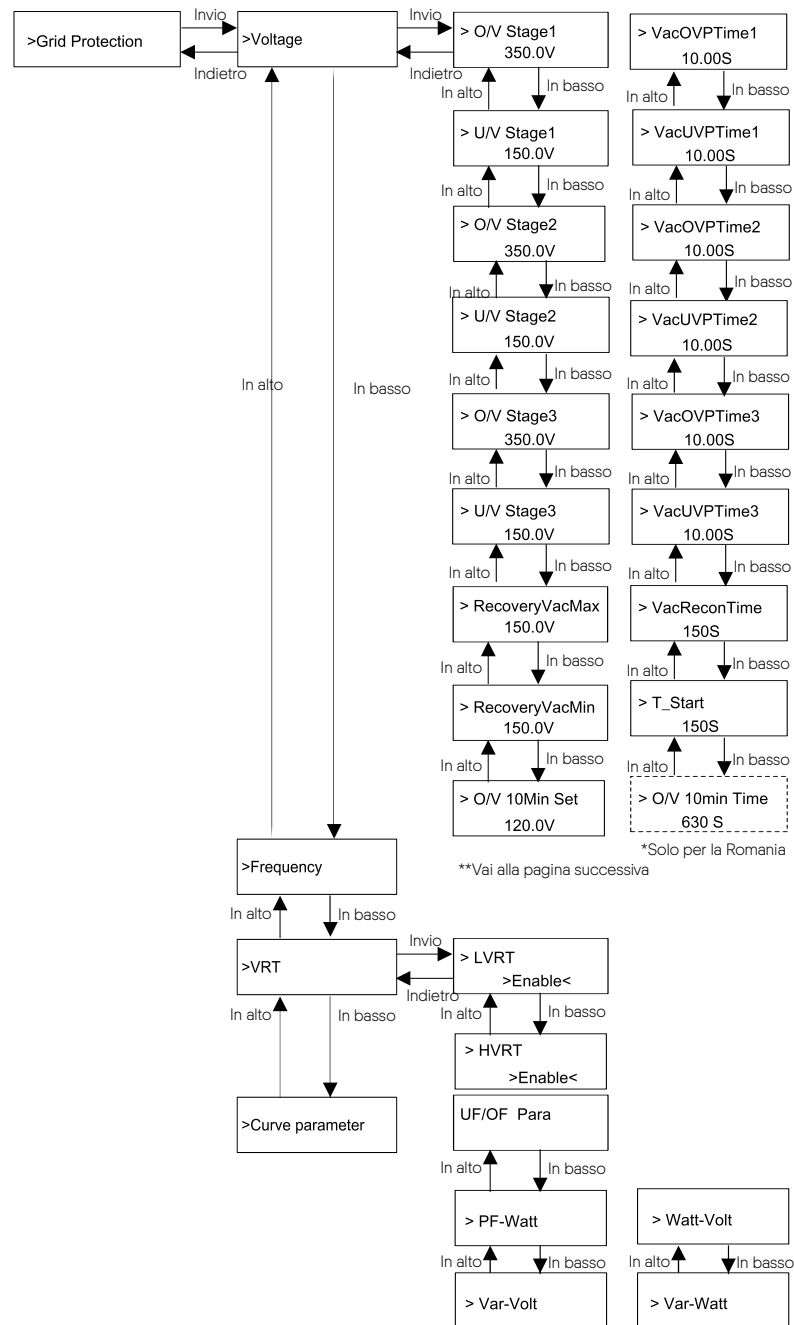 Invio
Invio
>Grid Protection
>Voltage
> O/V Stage1
350.0V
> VacOVPTime1
10.00S
Indietro
Indietro
In alto
In basso
In alto
In basso
> U/V Stage1
150.0V
> VacUVPTime1
10.00S
In alto
In basso
In alto
In basso
> O/V Stage2
350.0V
> VacOVPTime2
10.00S
In alto
In basso
In alto
In basso
> U/V Stage2
150.0V
> VacUVPTime2
10.00S
In alto
In basso
In alto
In basso
In alto
In basso
> O/V Stage3
350.0V
> VacOVPTime3
10.00S
In alto
In basso
In alto
In basso
> U/V Stage3
150.0V
> VacUVPTime3
10.00S
In alto
In basso
In alto
In basso
> RecoveryVacMax
150.0V
> VacReconTime
150S
In alto
In basso
In alto
In basso
> RecoveryVacMin
150.0V
> T_Start
150S
In alto
In basso
In alto
In basso
> O/V 10Min Set
120.0V
> O/V 10min Time
630 S
*Solo per la Romania
**Vai alla pagina successiva
>Frequency
In alto
In basso
Invio
>VRT
> LVRT
>Enable<
Indietro
In alto
In basso
In alto
In basso
> HVRT
>Enable<
>Curve parameter
UF/OF Para
In alto
In basso
> PF-Watt
> Watt-Volt
In alto
In basso
In alto
In basso
> Var-Volt
> Var-Watt